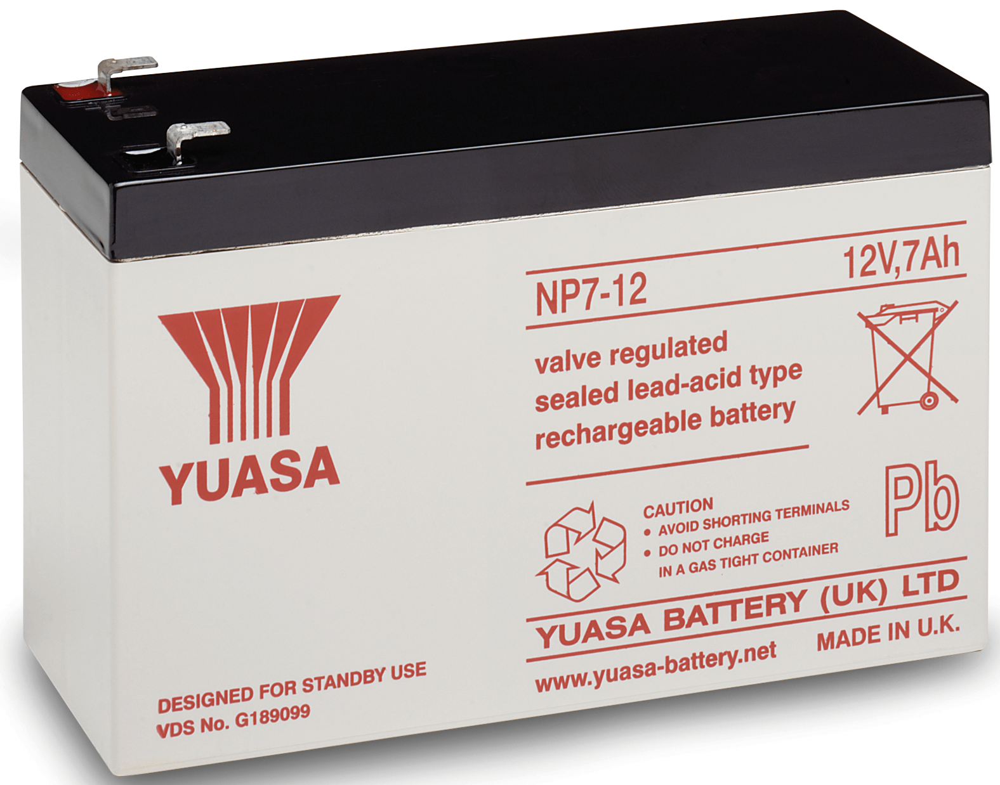 YUASA
DESIGNED FOR STANDBY USE
VDS No. G189099
NP7-12 12V,7Ah
valve regulated
sealed lead-acid type
rechargeable battery
CAUTION
• AVOID SHORTING TERMINALS
• DO NOT CHARGE
IN A GAS TIGHT CONTAINER
Pb
YUASA BATTERY (UK) LTD
www.yuasa-battery.net MADE IN U.K.